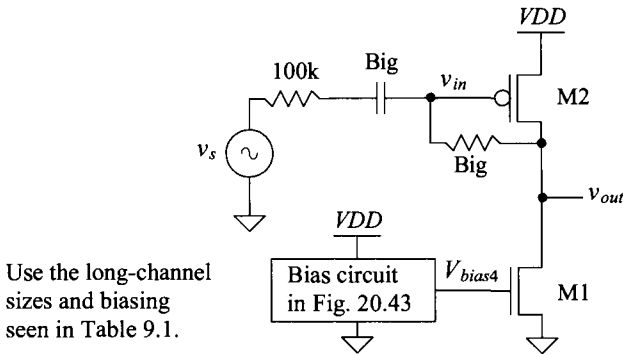 VDD
Big
100k
v_in
M2
v_s
Big
v_out
VDD
Use the long-channel
sizes and biasing
seen in Table 9.1.
Bias circuit
in Fig. 20.43
V_bias4
M1